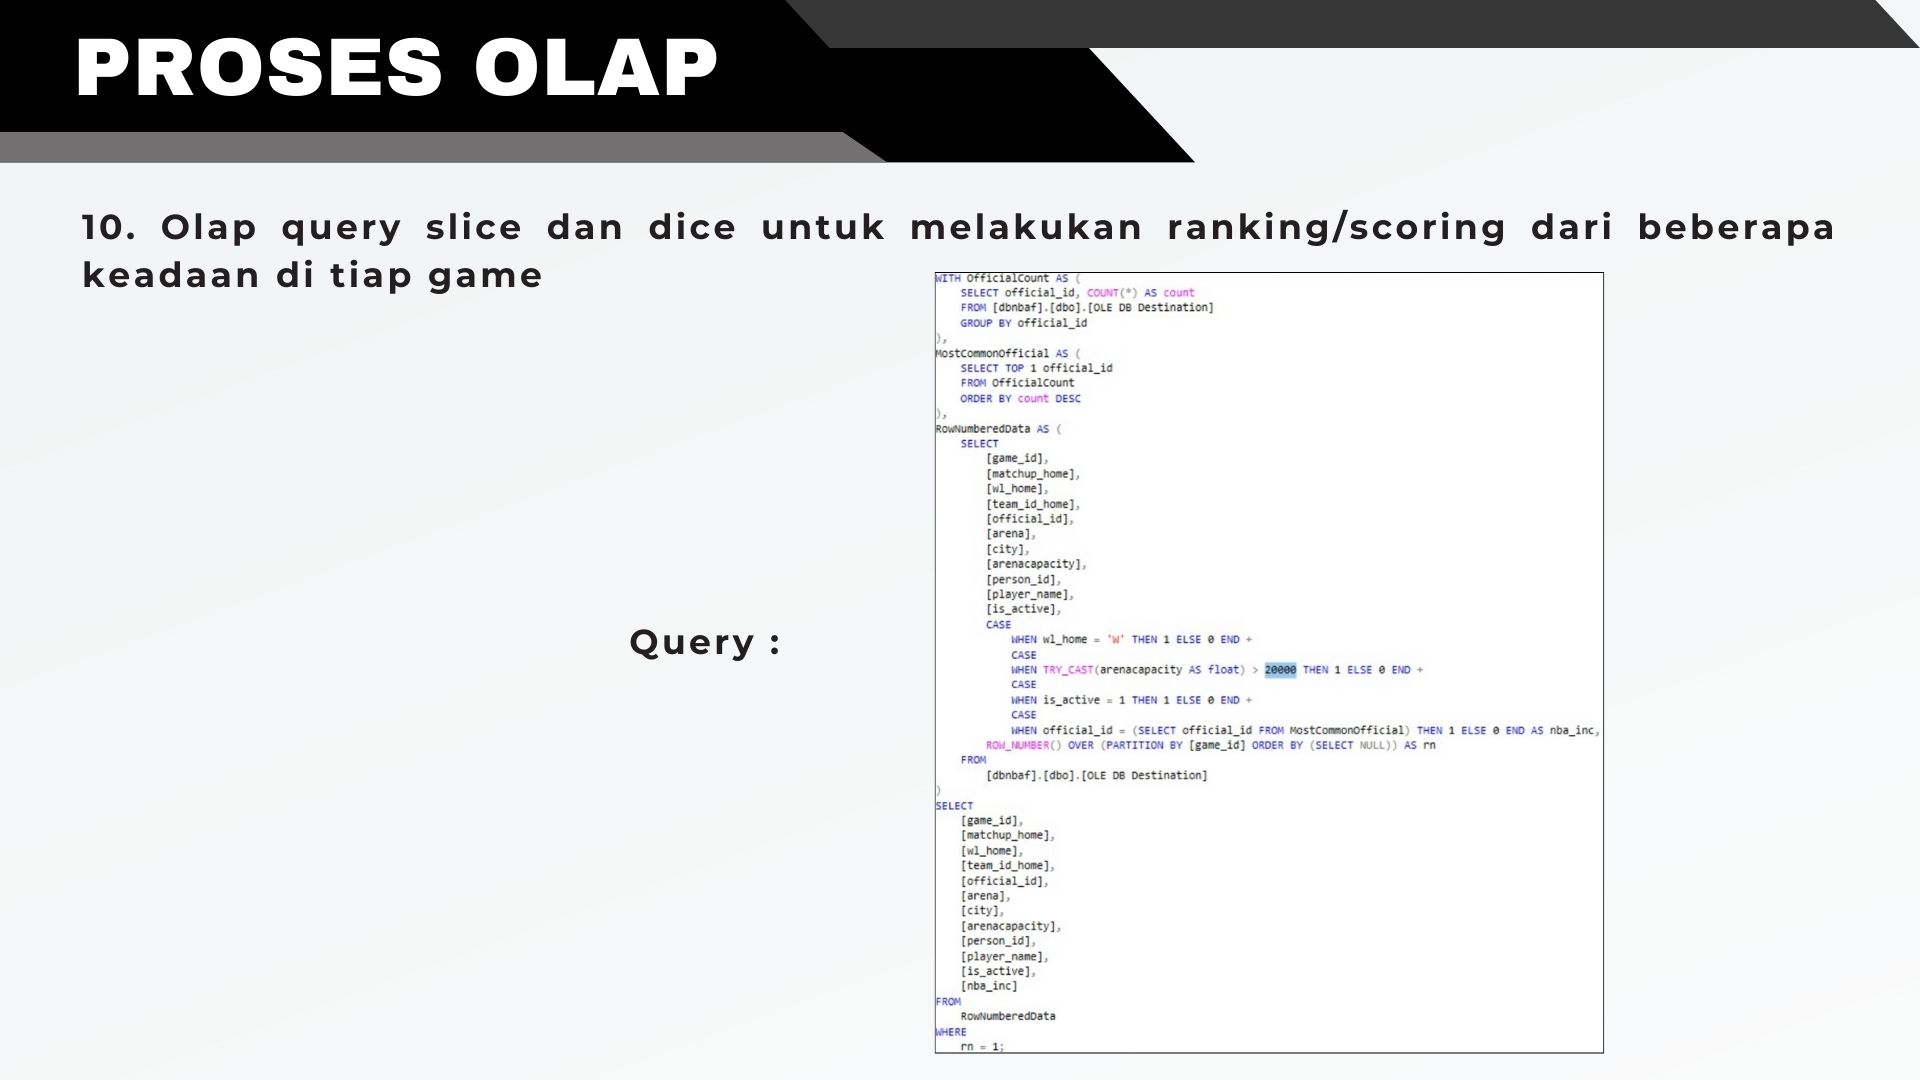 PROSES OLAP
10. Olap query slice dan dice untuk melakukan ranking/scoring dari beberapa
keadaan di tiap game
Query :
WITH OfficialCount AS (
    SELECT official_id, COUNT(*) AS count
    FROM [dbnbaf].[dbo].[OLE DB Destination]
    GROUP BY official_id
),
MostCommonOfficial AS (
    SELECT TOP 1 official_id
    FROM OfficialCount
    ORDER BY count DESC
),
RowNumberedData AS (
    SELECT
        [game_id],
        [matchup_home],
        [wl_home],
        [team_id_home],
        [official_id],
        [arena],
        [city],
        [arenacapacity],
        [person_id],
        [player_name],
        [is_active],
        CASE
            WHEN wl_home = 'W' THEN 1 ELSE 0 END +
            CASE
            WHEN TRY_CAST(arenacapacity AS float) > 20000 THEN 1 ELSE 0 END +
            CASE
            WHEN is_active = 1 THEN 1 ELSE 0 END +
            CASE
            WHEN official_id = (SELECT official_id FROM MostCommonOfficial) THEN 1 ELSE 0 END AS nba_inc,
        ROW_NUMBER() OVER (PARTITION BY [game_id] ORDER BY (SELECT NULL)) AS rn
    FROM
        [dbnbaf].[dbo].[OLE DB Destination]
)
SELECT
    [game_id],
    [matchup_home],
    [wl_home],
    [team_id_home],
    [official_id],
    [arena],
    [city],
    [arenacapacity],
    [person_id],
    [player_name],
    [is_active],
    [nba_inc]
FROM
    RowNumberedData
WHERE
    rn = 1;